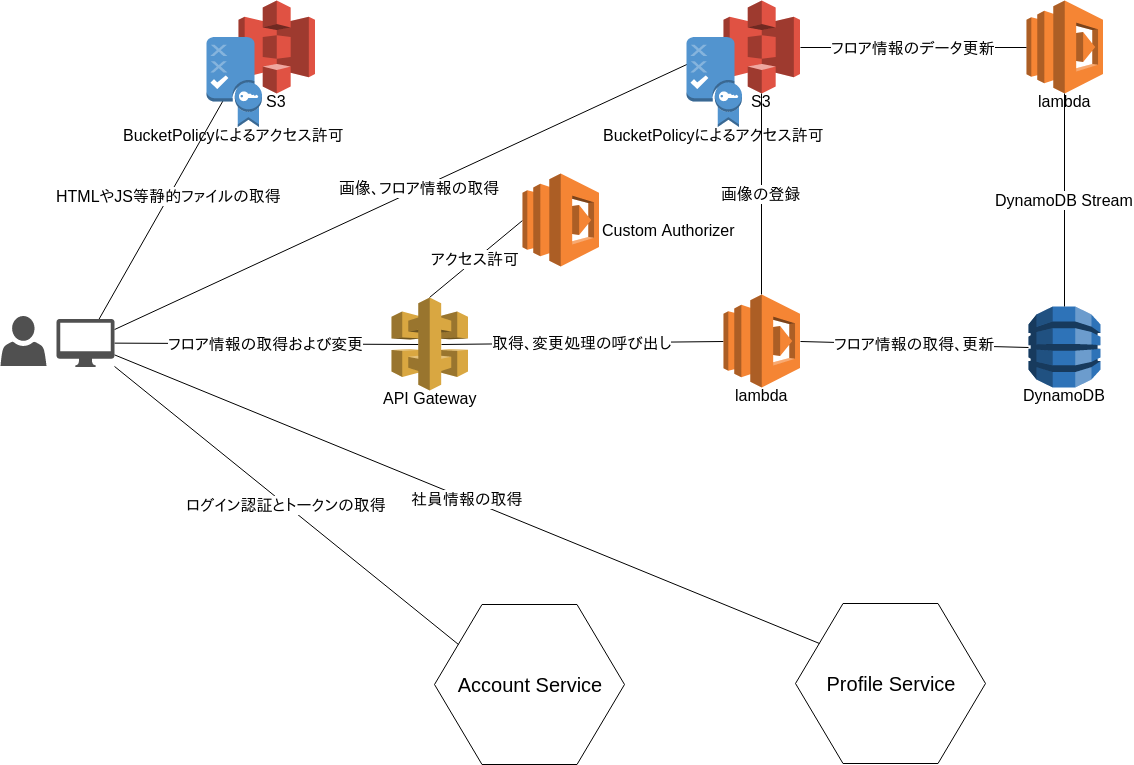 S3
S3
lambda
フロア情報のデータ更新
BucketPolicyによるアクセス許可
BucketPolicyによるアクセス許可
HTMLやJS等静的ファイルの取得
画像、フロア情報の取得
画像の登録
DynamoDB Stream
Custom Authorizer
アクセス許可
フロア情報の取得および変更
取得、変更処理の呼び出し
フロア情報の取得、更新
API Gateway
lambda
DynamoDB
ログイン認証とトークンの取得
社員情報の取得
Account Service
Profile Service